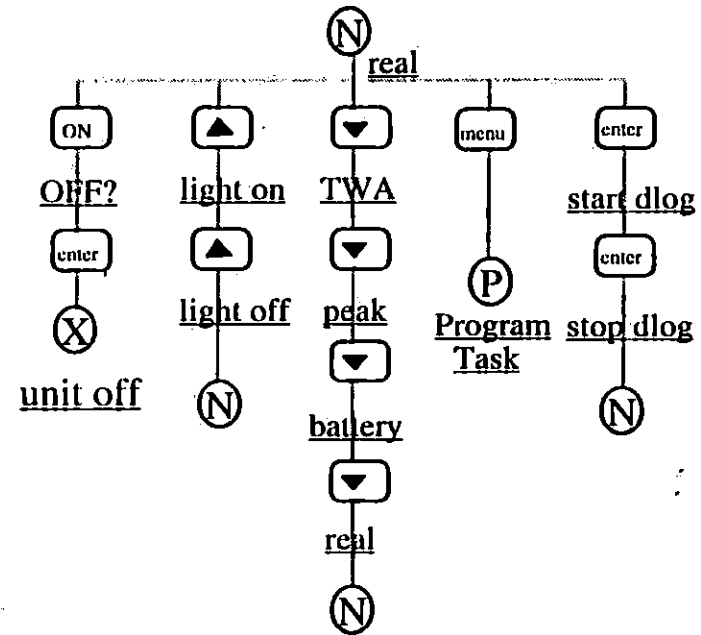 N
real
ON
menu
enter
OFF?
light on
TWA
start dlog
enter
enter
P
light off
peak
Program
Task
stop dlog
X
unit off
N
N
battery
real
N